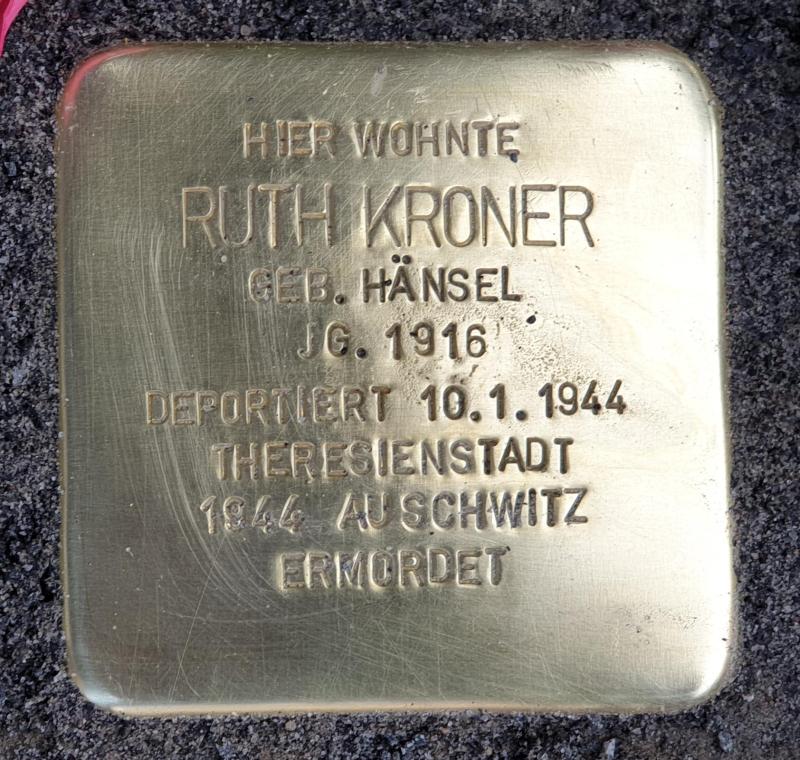 HIER WOHNTE
RUTH KRONER
GEB. HÄNSEL
JG. 1916
DEPORTIERT 10.1.1944
THERESIENSTADT
1944 AUSCHWITZ
ERMORDET